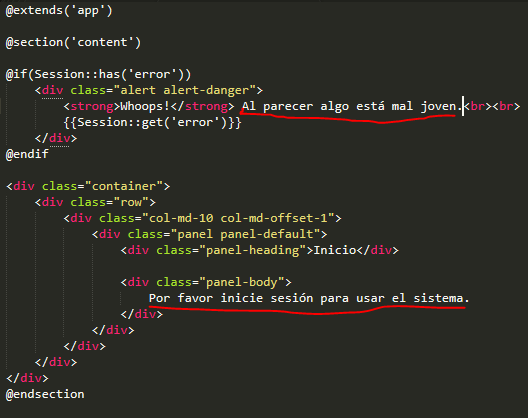 @extends('app')
@section('content')
@if(Session::has('error'))
<div class="alert alert-danger">
<strong>Whoops!</strong> Al parecer algo está mal joven.<br><br>
{{Session::get('error')}}
</div>
@endif
<div class="container">
<div class="row">
<div class="col-md-10 col-md-offset-1">
<div class="panel panel-default">
<div class="panel-heading">Inicio</div>
<div class="panel-body">
Por favor inicie sesión para usar el sistema.
</div>
</div>
</div>
</div>
</div>
@endsection